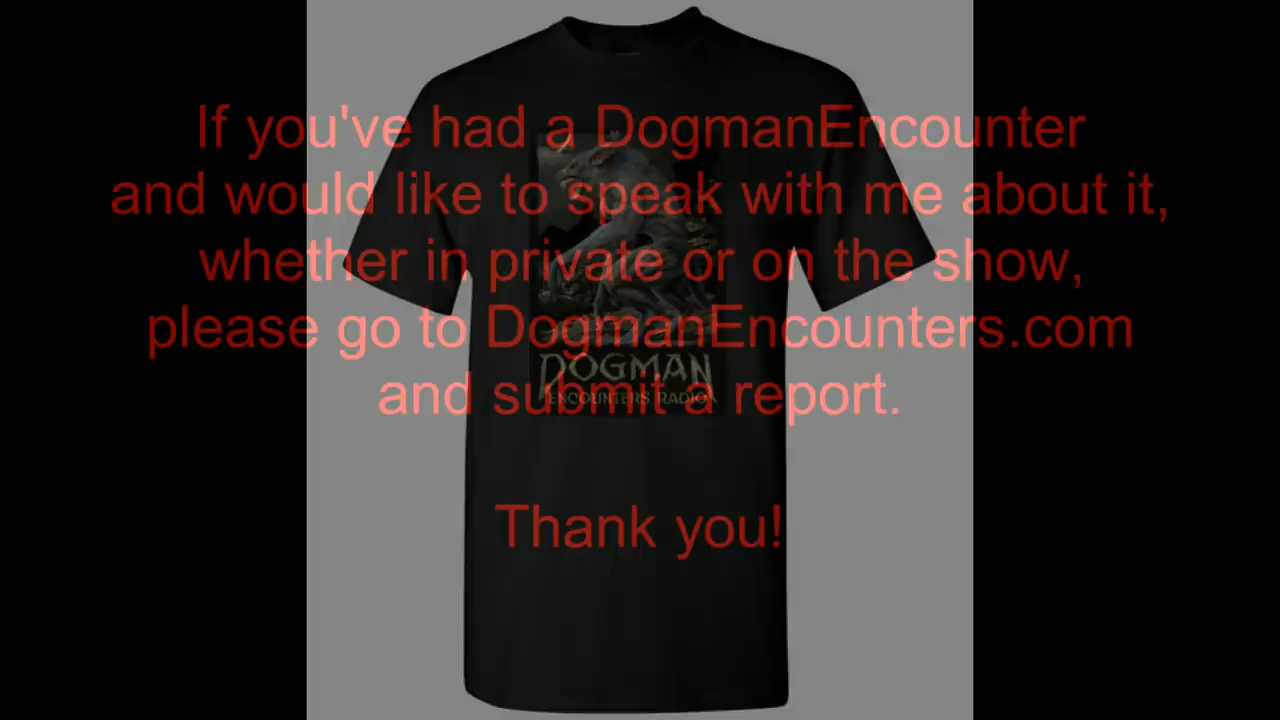 If you've had a DogmanEncounter
and would like to speak with me about it,
whether in private or on the show,
please go to DogmanEncounters.com
DOGMAN
and submit a report.
ENCOUNTERS RADIO
Thank you!